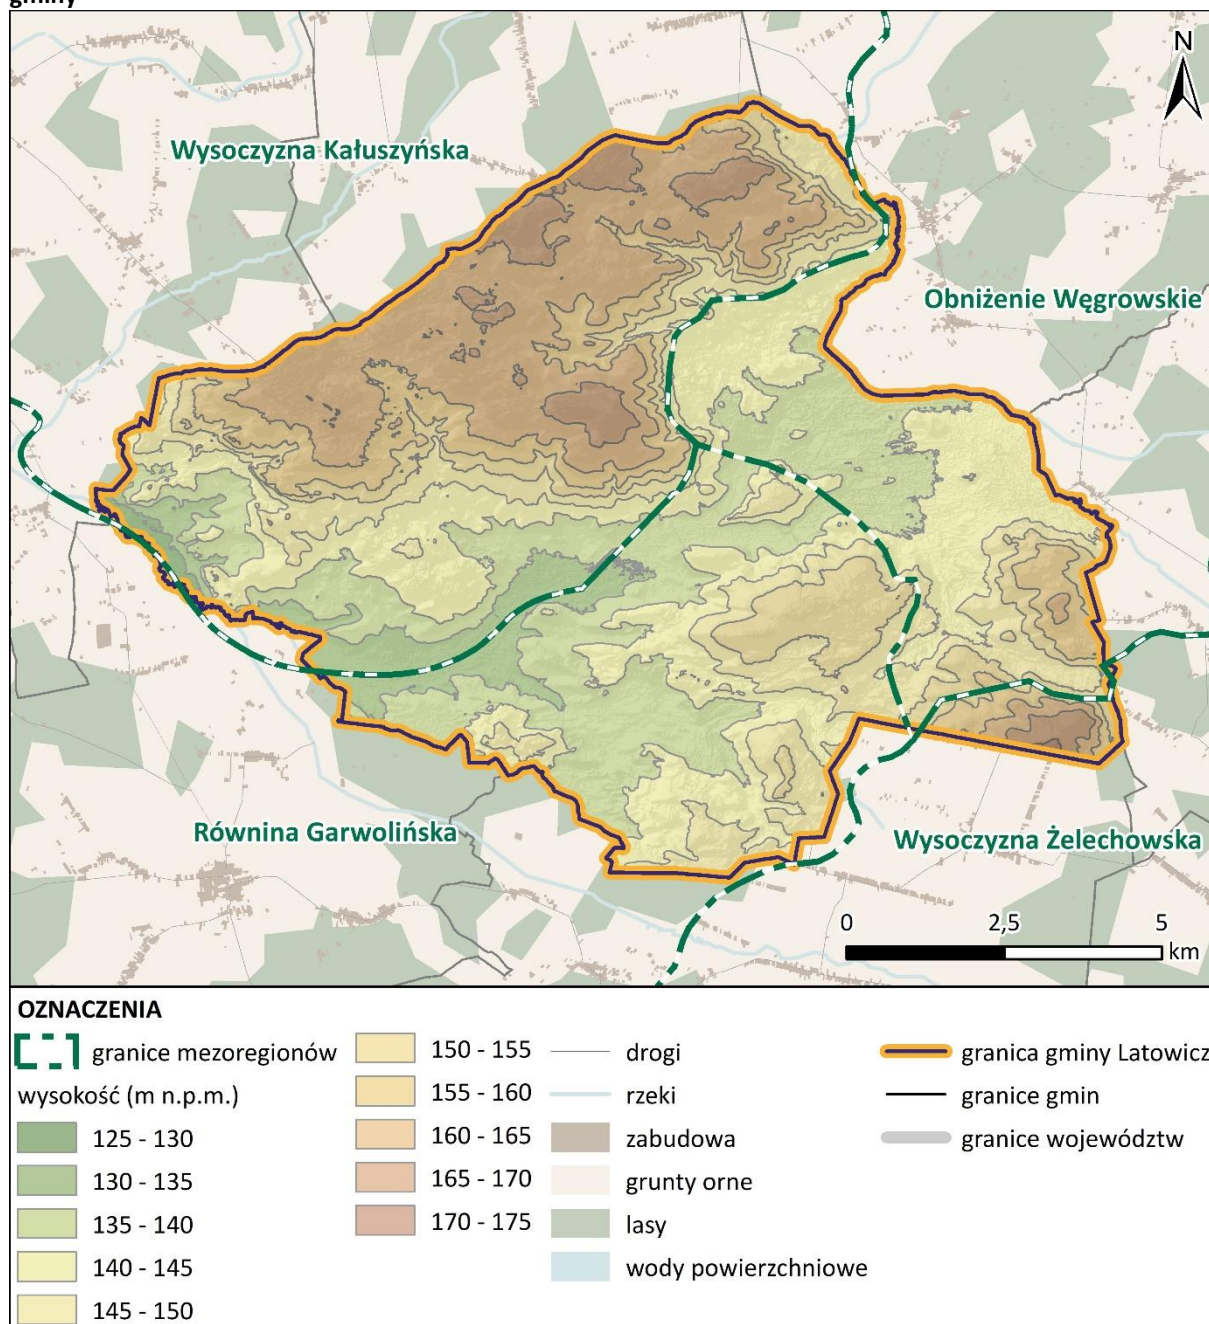 gminy
N
Wysoczyzna Kałuszyńska
Obniżenie Węgrowskie
Równina Garwolińska
Wysoczyzna Żelechowska
0 2,5 5
km
OZNACZENIA
granice mezoregionów
wysokość (m n.p.m.)
125 - 130
130 - 135
135 - 140
140 - 145
145 - 150
150 - 155
155 - 160
160 - 165
165 - 170
170 - 175
drogi
rzeki
zabudowa
grunty orne
lasy
wody powierzchniowe
granica gminy Latowicz
granice gmin
granice województw